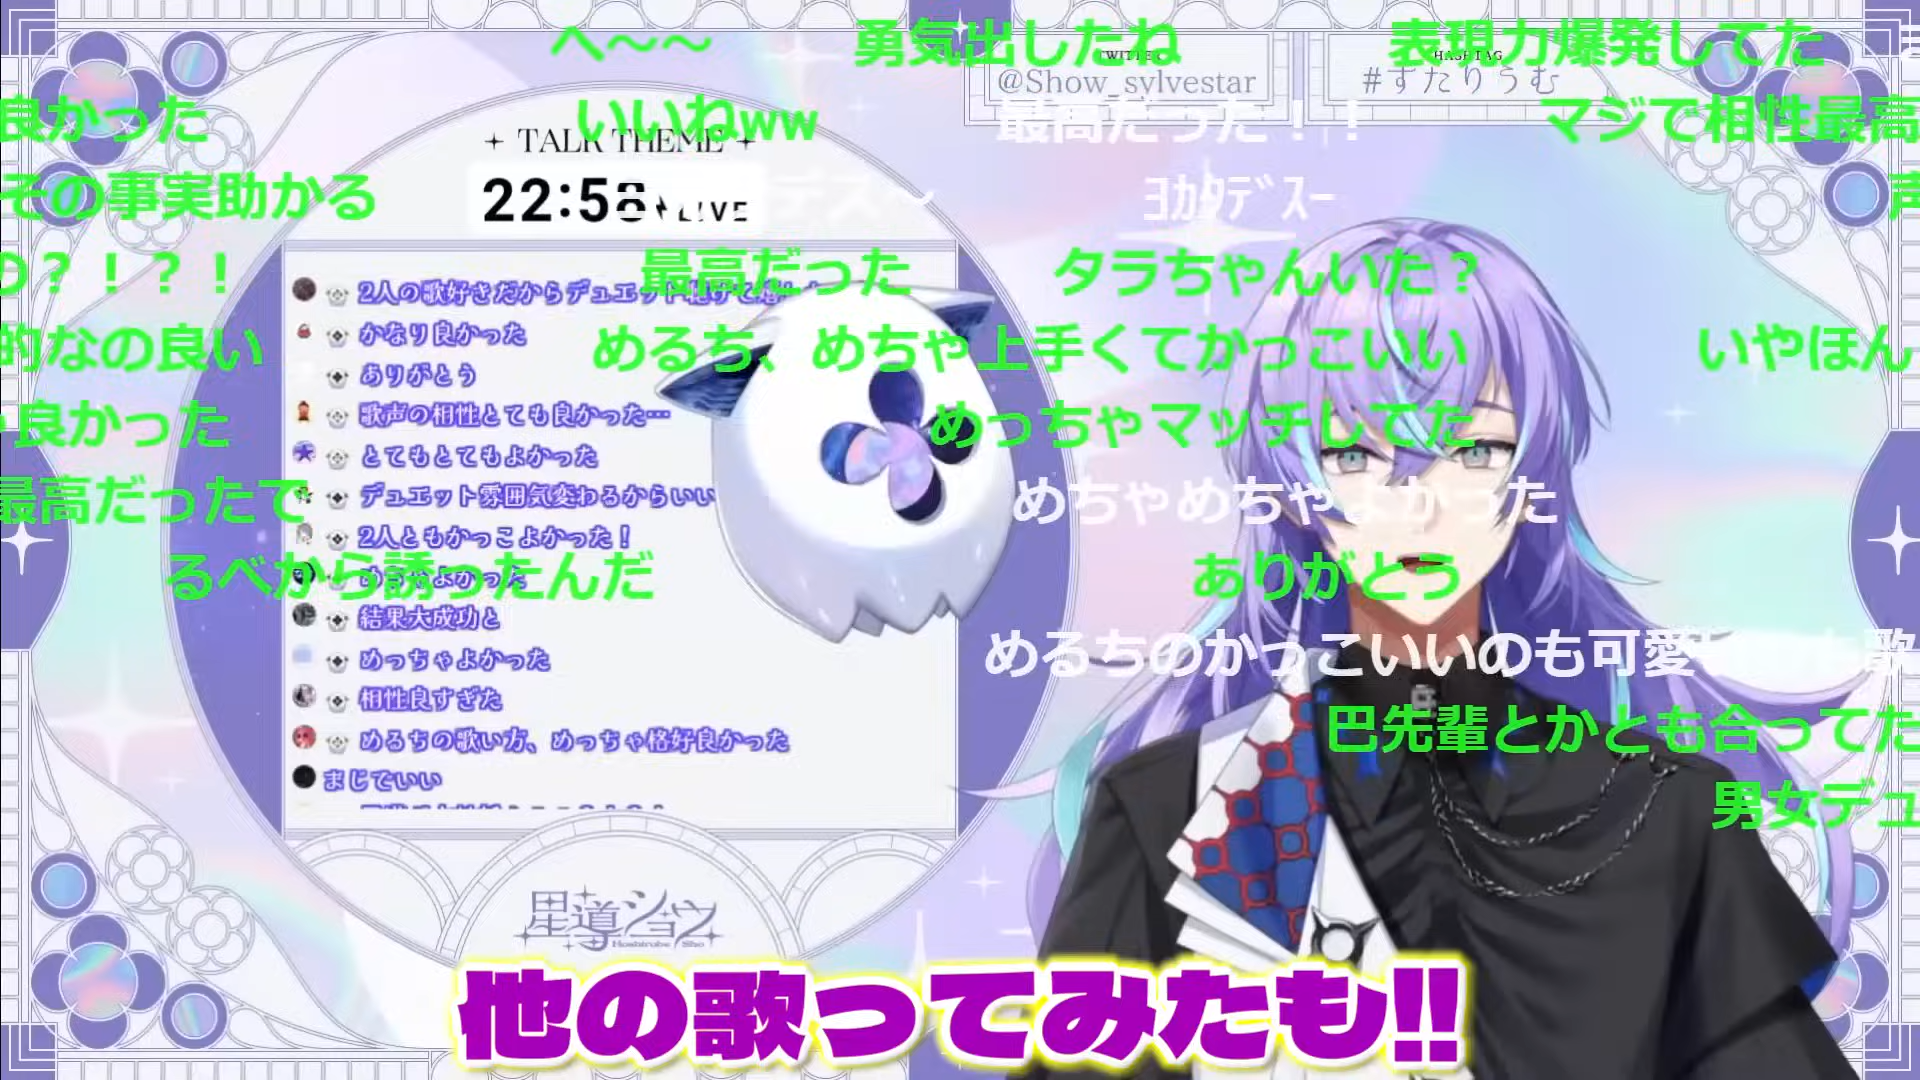 へ〜〜
勇気出したね
表現力爆発してた
TWITTER
@Show_sylvestar
HASHTAG
#すたりうむ
良かった
いいねww
最高だった！！
マジで相性最高
TALK THEME
その事実助かる
22:58
LIVE
デス〜
ﾖｶﾀﾃﾞｽｰ
声
の？！？！
最高だった
タラちゃんいた？
2人の歌好きだからデュエット
かなり良かった
的なの良い
めるち、めちゃ上手くてかっこいい
いやほん
ありがとう
歌声の相性とても良かった…
良かった
めっちゃマッチしてた
とてもとてもよかった
最高だったで
デュエット雰囲気変わるからいい
めちゃめちゃよかった
2人ともかっこよかった！
るべから誘ったんだ
ありがとう
結果大成功と
めっちゃよかった
めるちのかっこいいのも可愛
歌
相性良すぎた
巴先輩とかとも合ってた
めるちの歌い方、めっちゃ格好良かった
まじでいい
男女デュ
星導ショウ
Hoshirube Sho
他の歌ってみたも!!